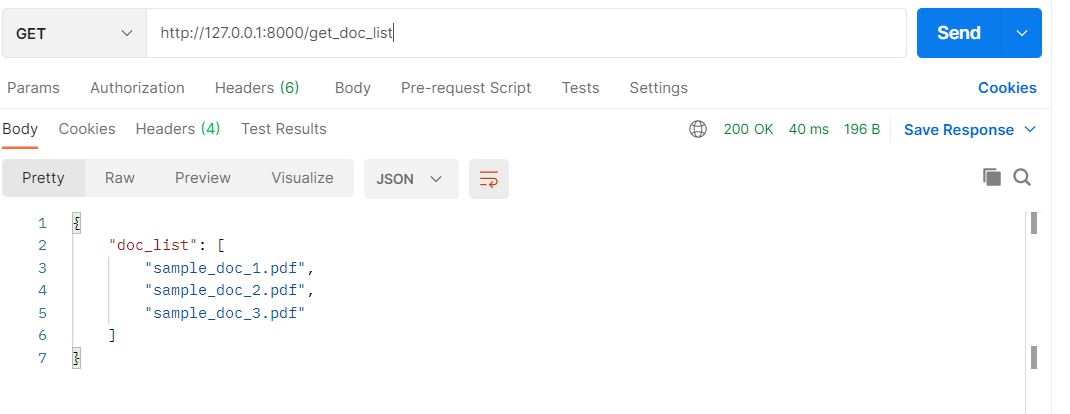 GET http://127.0.0.1:8000/get_doc_list Send
Params Authorization Headers (6) Body Pre-request Script Tests Settings Cookies
Body Cookies Headers (4) Test Results 200 OK 40 ms 196 B Save Response
Pretty Raw Preview Visualize JSON
1 {
2 "doc_list": [
3 "sample_doc_1.pdf",
4 "sample_doc_2.pdf",
5 "sample_doc_3.pdf"
6 ]
7 }